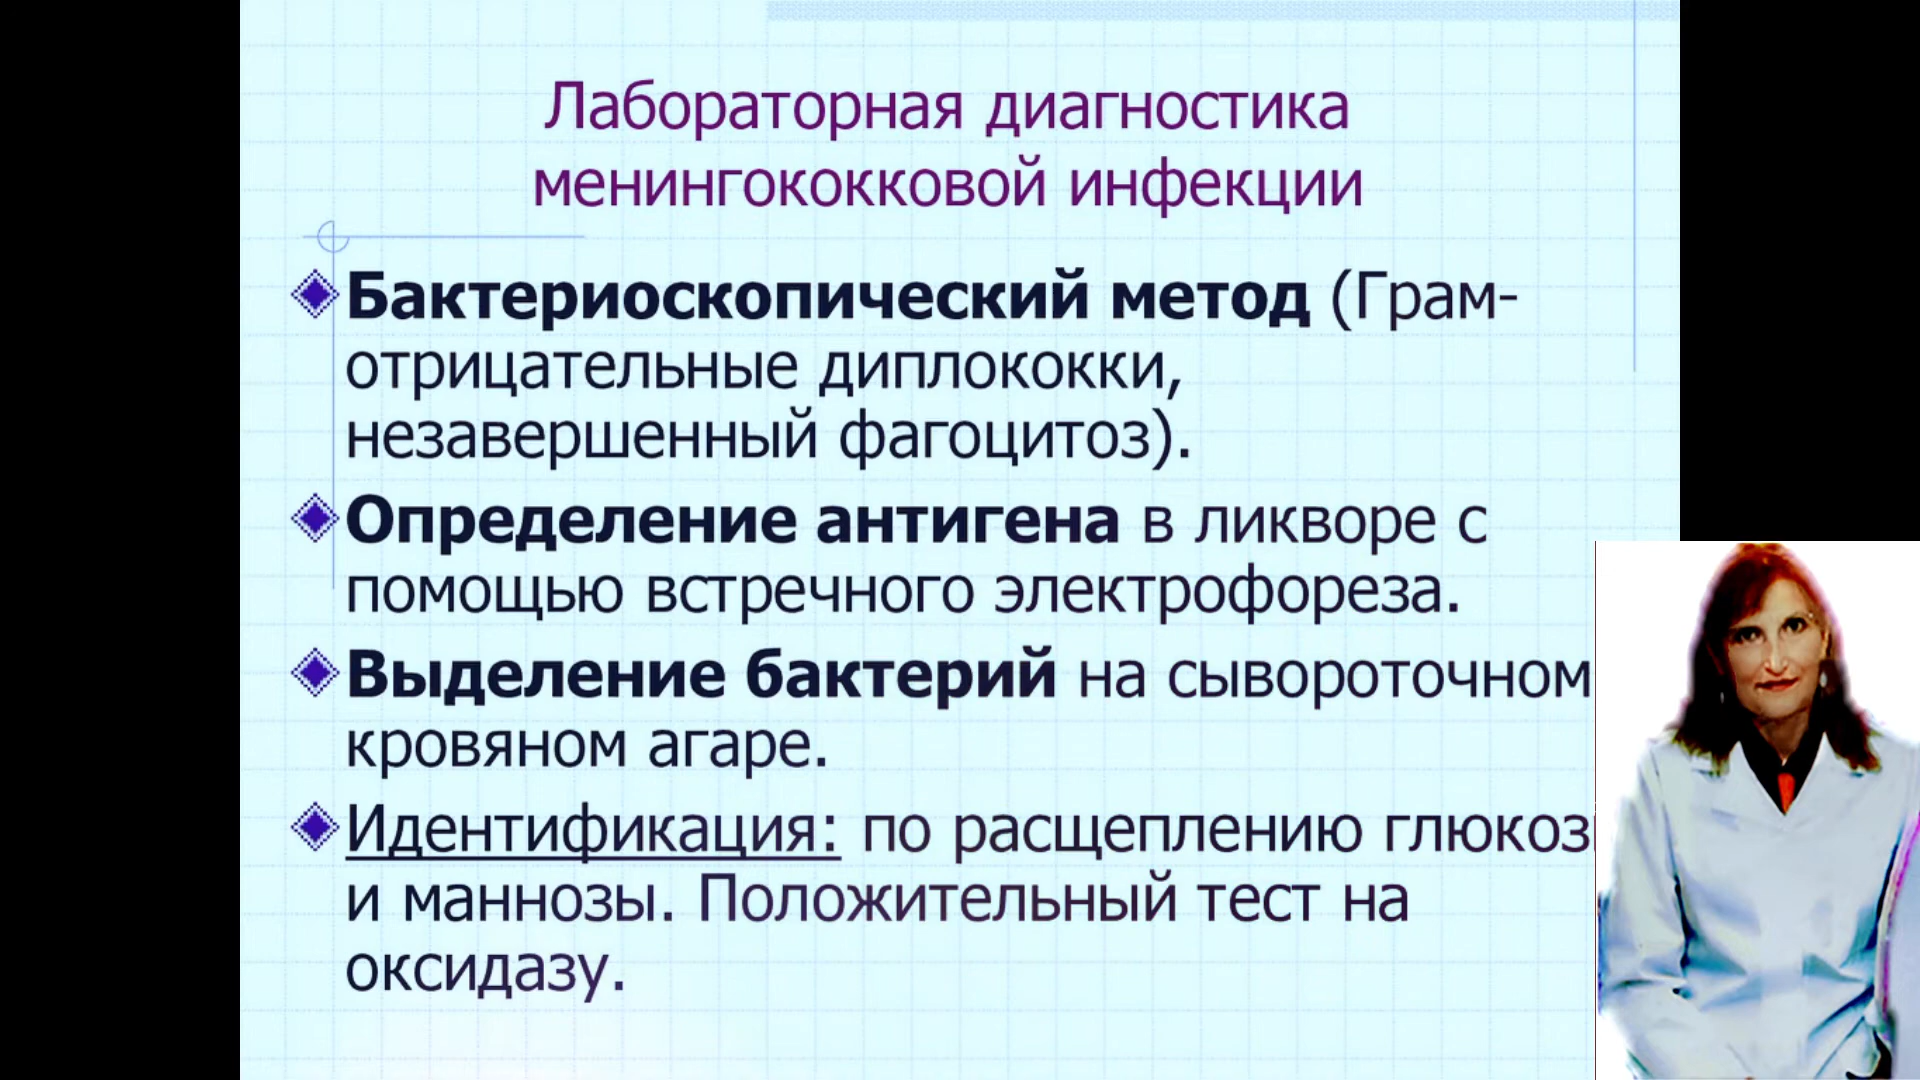 Лабораторная диагностика
менингококковой инфекции
Бактериоскопический метод (Грам-
отрицательные диплококки,
незавершенный фагоцитоз).
Определение антигена в ликворе с
помощью встречного электрофореза.
Выделение бактерий на сывороточном
кровяном агаре.
Идентификация: по расщеплению
и маннозы. Положительный тест на
оксидазу.